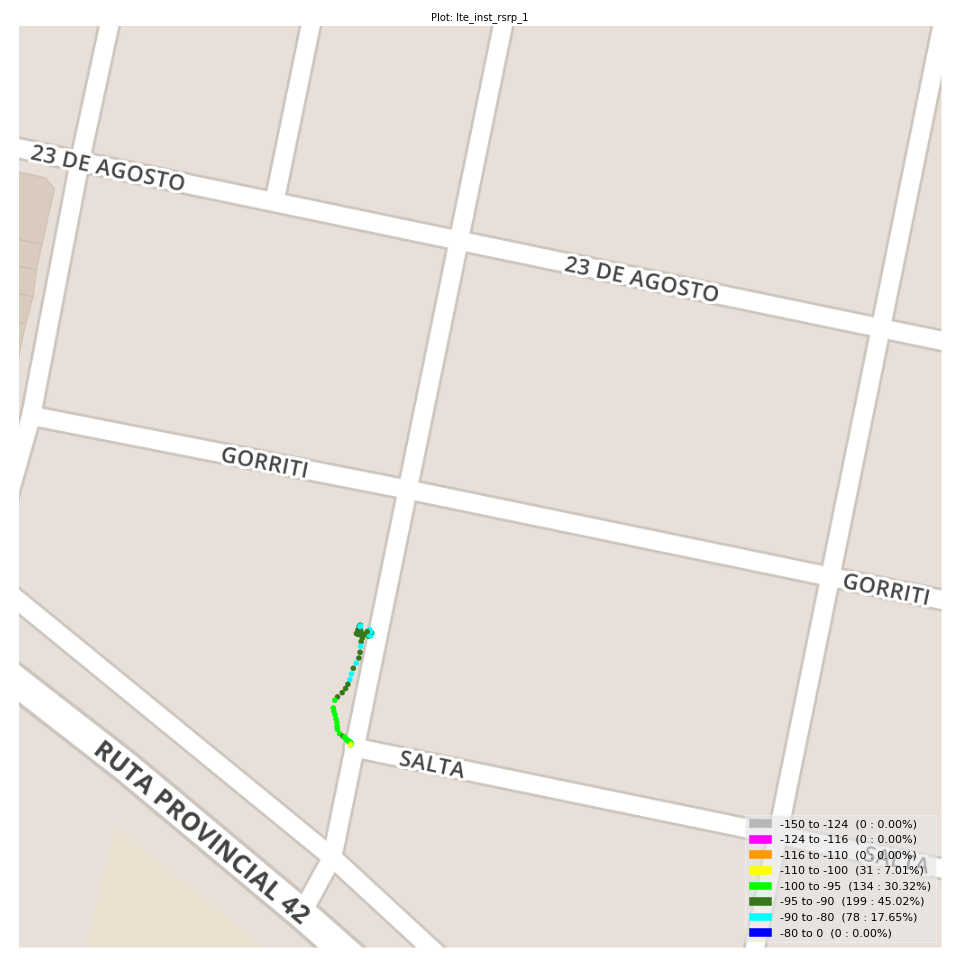 Plot: lte_inst_rsrp_1
23 DE AGOSTO
23 DE AGOSTO
GORRITI
GORRITI
SALTA
RUTA PROVINCIAL 42
SALTA
-150 to -124 (0 : 0.00%)
-124 to -116 (0 : 0.00%)
-116 to -110 (0 : 0.00%)
-110 to -100 (31 : 7.01%)
-100 to -95 (134 : 30.32%)
-95 to -90 (199 : 45.02%)
-90 to -80 (78 : 17.65%)
-80 to 0 (0 : 0.00%)